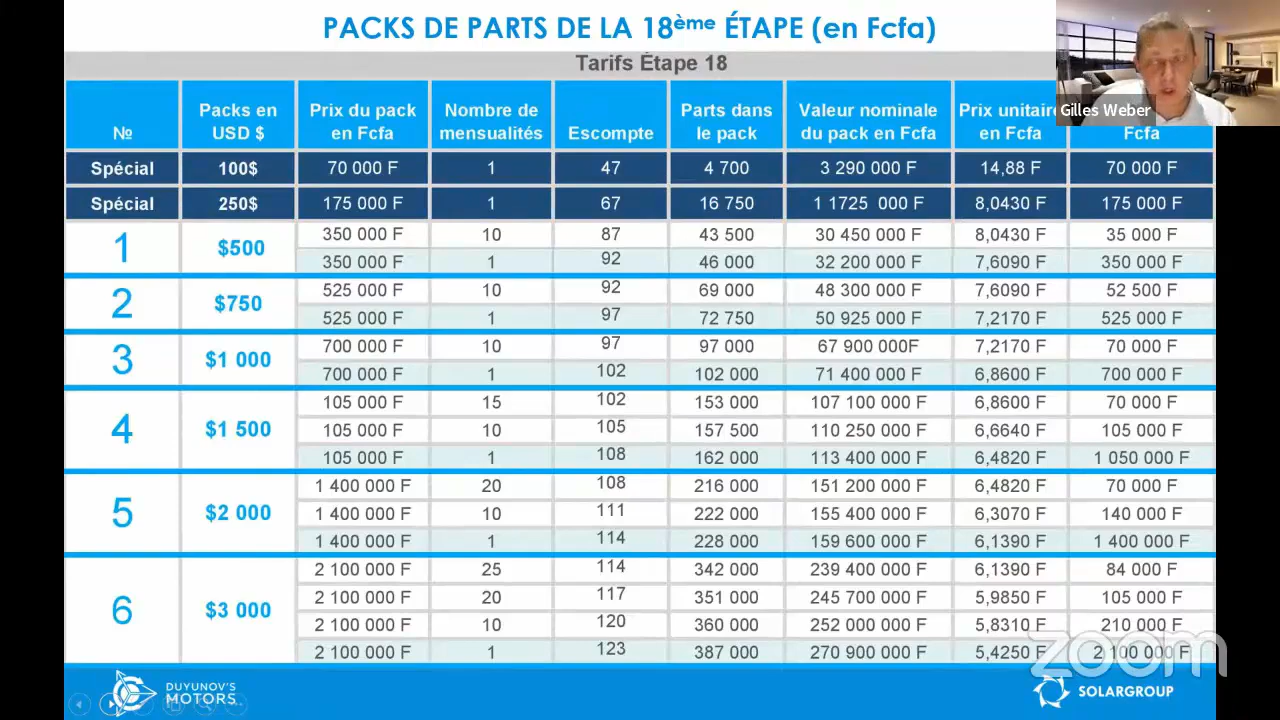 PACKS DE PARTS DE LA 18ème ÉTAPE (en Fcfa)
Tarifs Étape 18
№ Packs en USD $ Prix du pack en Fcfa Nombre de mensualités Escompte Parts dans le pack Valeur nominale du pack en Fcfa Prix unitaire en Fcfa Fcfa
Gilles Weber
Spécial 100$ 70 000 F 1 47 4 700 3 290 000 F 14,88 F 70 000 F
Spécial 250$ 175 000 F 1 67 16 750 1 1725 000 F 8,0430 F 175 000 F
1 $500 350 000 F 10 87 43 500 30 450 000 F 8,0430 F 35 000 F
350 000 F 1 92 46 000 32 200 000 F 7,6090 F 350 000 F
2 $750 525 000 F 10 92 69 000 48 300 000 F 7,6090 F 52 500 F
525 000 F 1 97 72 750 50 925 000 F 7,2170 F 525 000 F
3 $1 000 700 000 F 10 97 97 000 67 900 000F 7,2170 F 70 000 F
700 000 F 1 102 102 000 71 400 000 F 6,8600 F 700 000 F
4 $1 500 105 000 F 15 102 153 000 107 100 000 F 6,8600 F 70 000 F
105 000 F 10 105 157 500 110 250 000 F 6,6640 F 105 000 F
105 000 F 1 108 162 000 113 400 000 F 6,4820 F 1 050 000 F
5 $2 000 1 400 000 F 20 108 216 000 151 200 000 F 6,4820 F 70 000 F
1 400 000 F 10 111 222 000 155 400 000 F 6,3070 F 140 000 F
1 400 000 F 1 114 228 000 159 600 000 F 6,1390 F 1 400 000 F
6 $3 000 2 100 000 F 25 114 342 000 239 400 000 F 6,1390 F 84 000 F
2 100 000 F 20 117 351 000 245 700 000 F 5,9850 F 105 000 F
2 100 000 F 10 120 360 000 252 000 000 F 5,8310 F 210 000 F
2 100 000 F 1 123 387 000 270 900 000 F 5,4250 F 2 100 000 F
zoom
DUYUNOV'S
MOTORS
SOLARGROUP